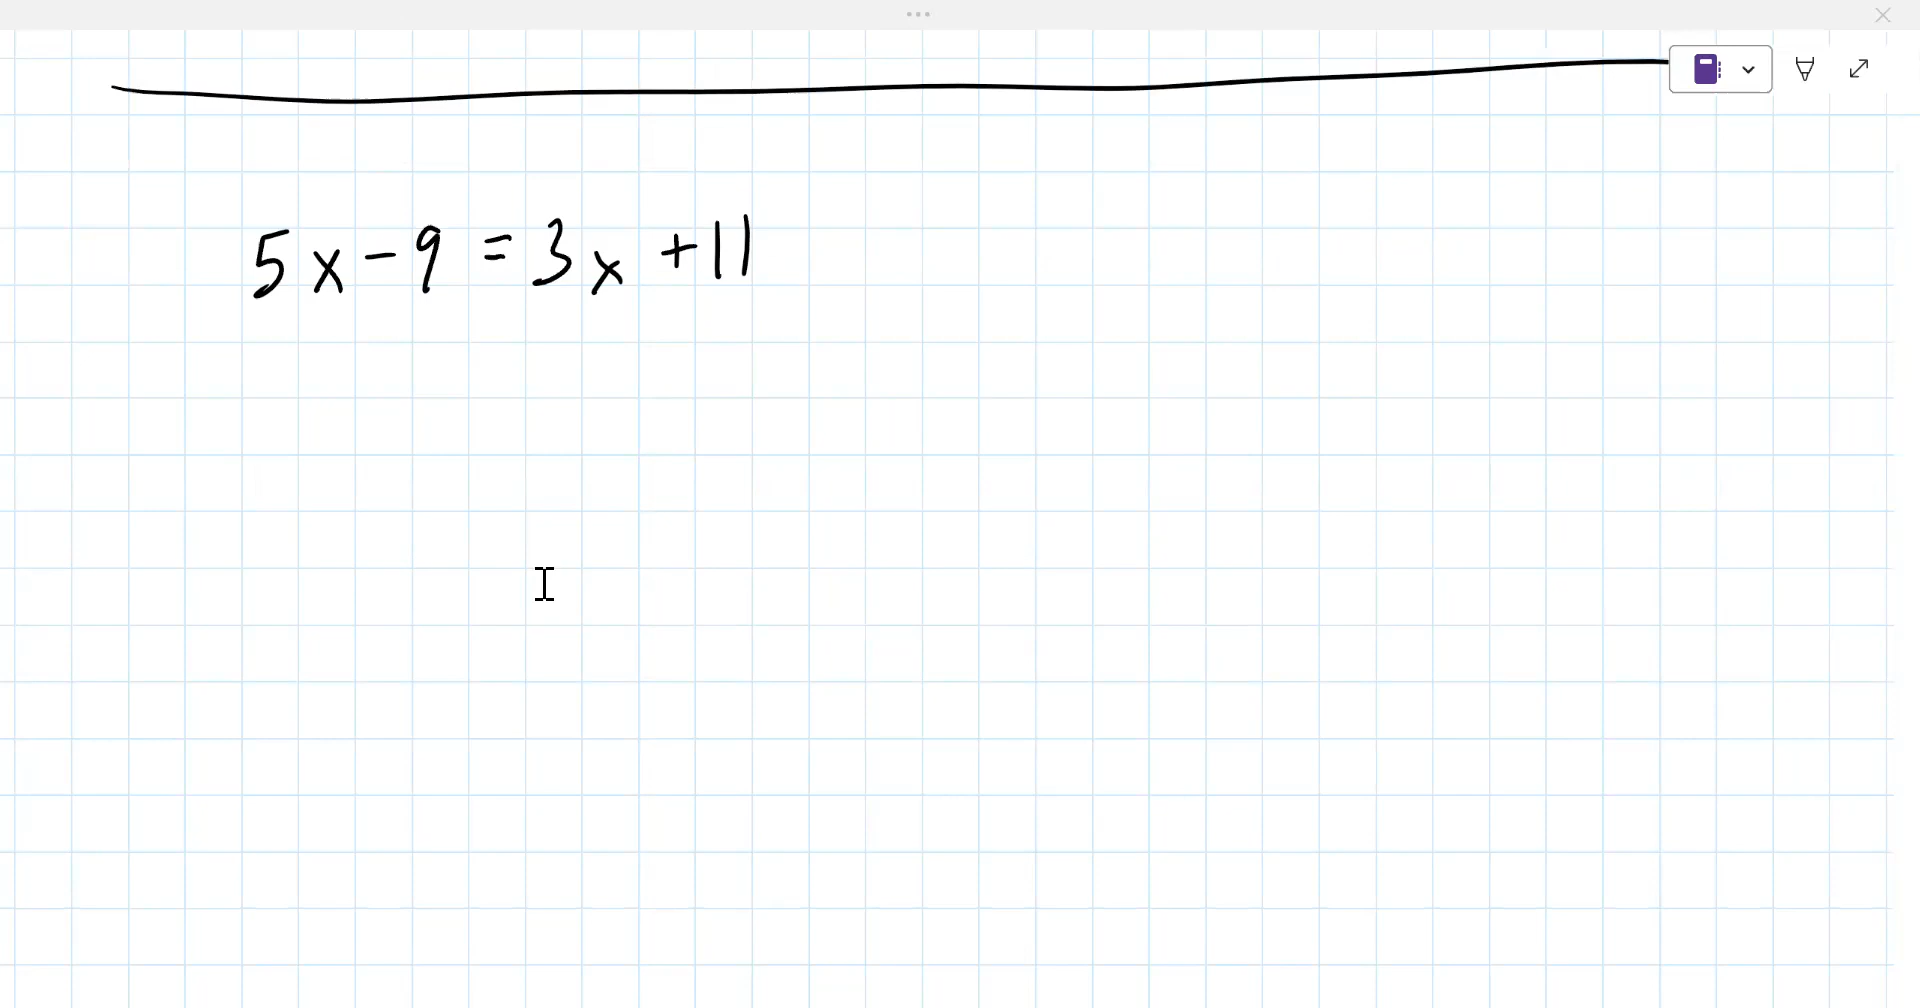 5x - 9 = 3x + 11